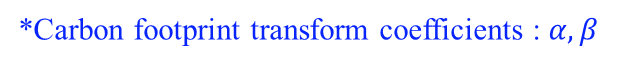 *Carbon footprint transform coefficients : α, β